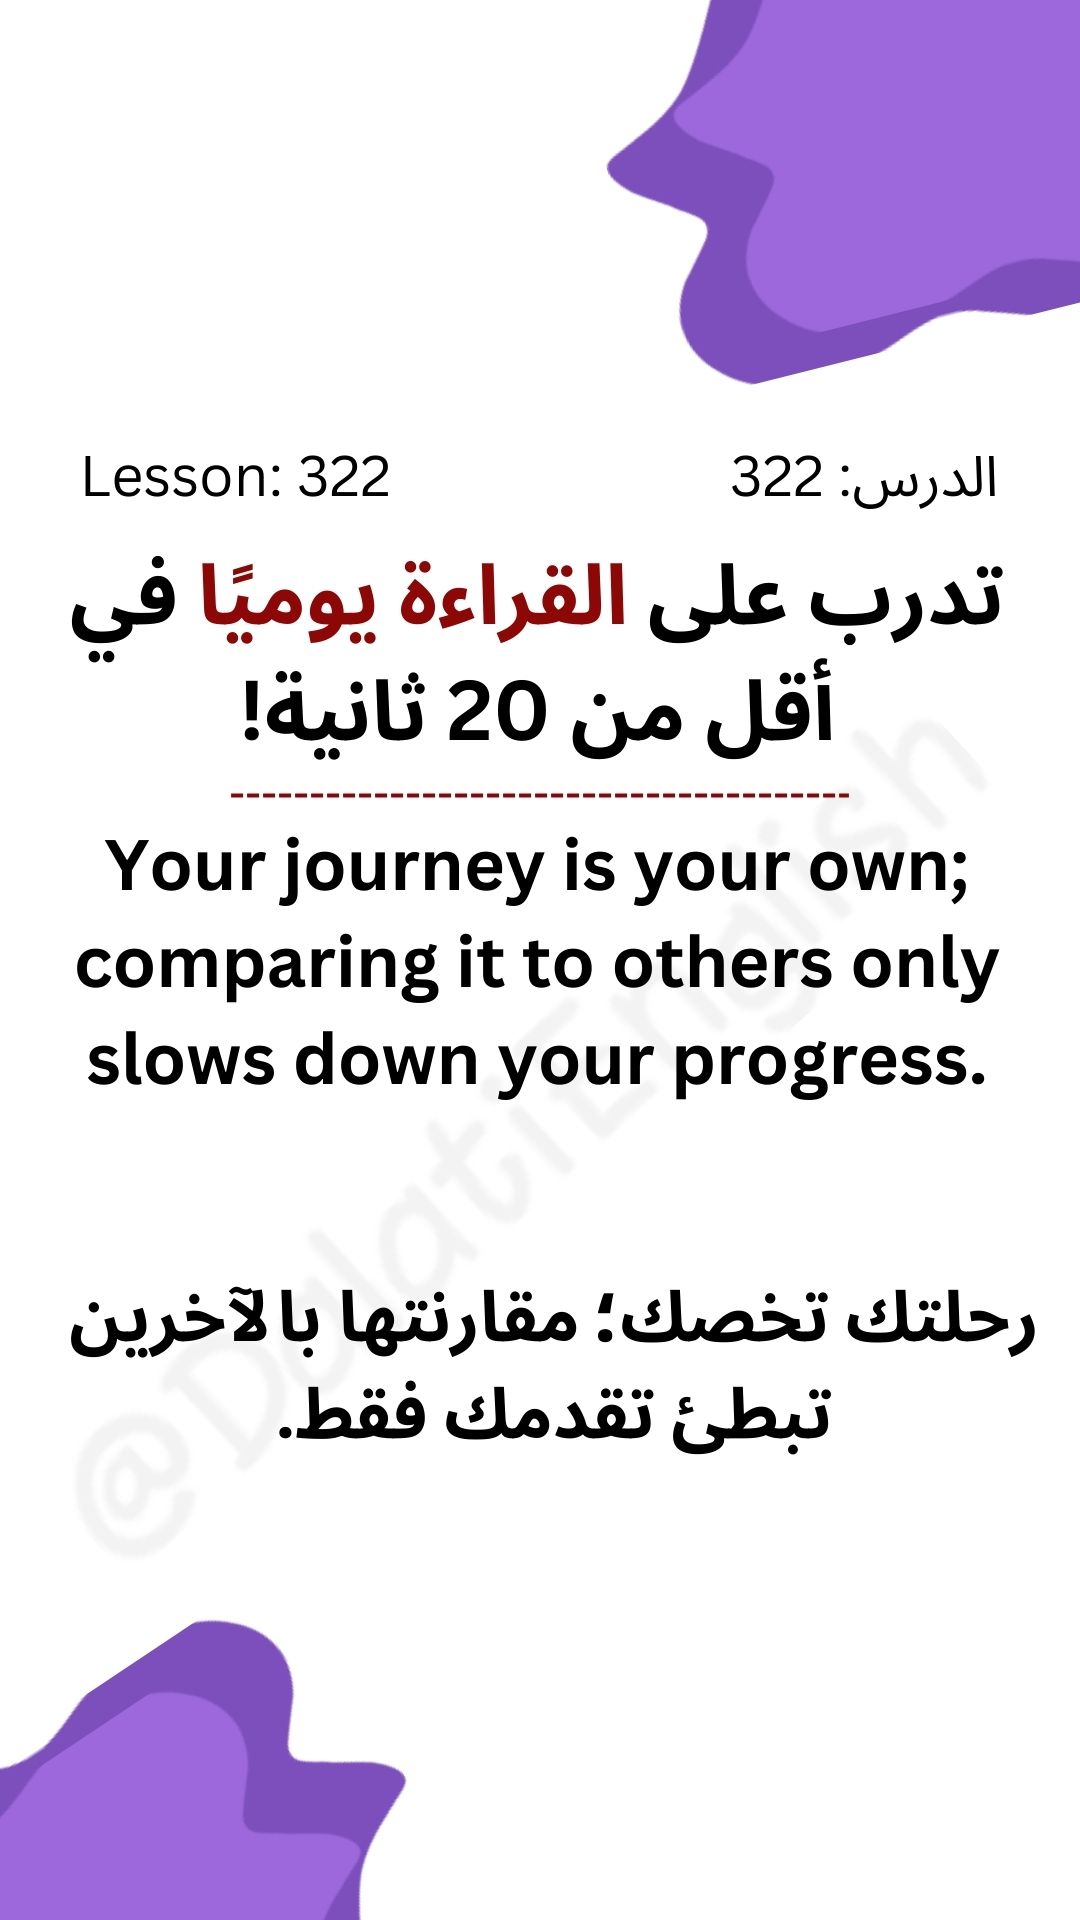 Lesson: 322
الدرس: 322
تدرب على القراءة يوميًا في
أقل من 20 ثانية!
---------------------------------------
Your journey is your own;
comparing it to others only
slows down your progress.
رحلتك تخصك؛ مقارنتها بالآخرين
تبطئ تقدمك فقط.
@DalatiEnglish